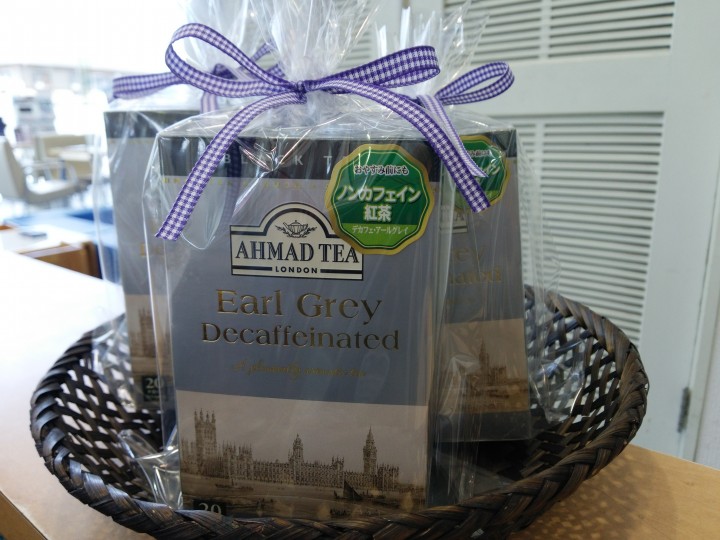 おやすみ前にも
ノンカフェイン
紅茶
デカフェ・アールグレイ
AHMAD TEA
LONDON
Earl Grey
Decaffeinated
20
20